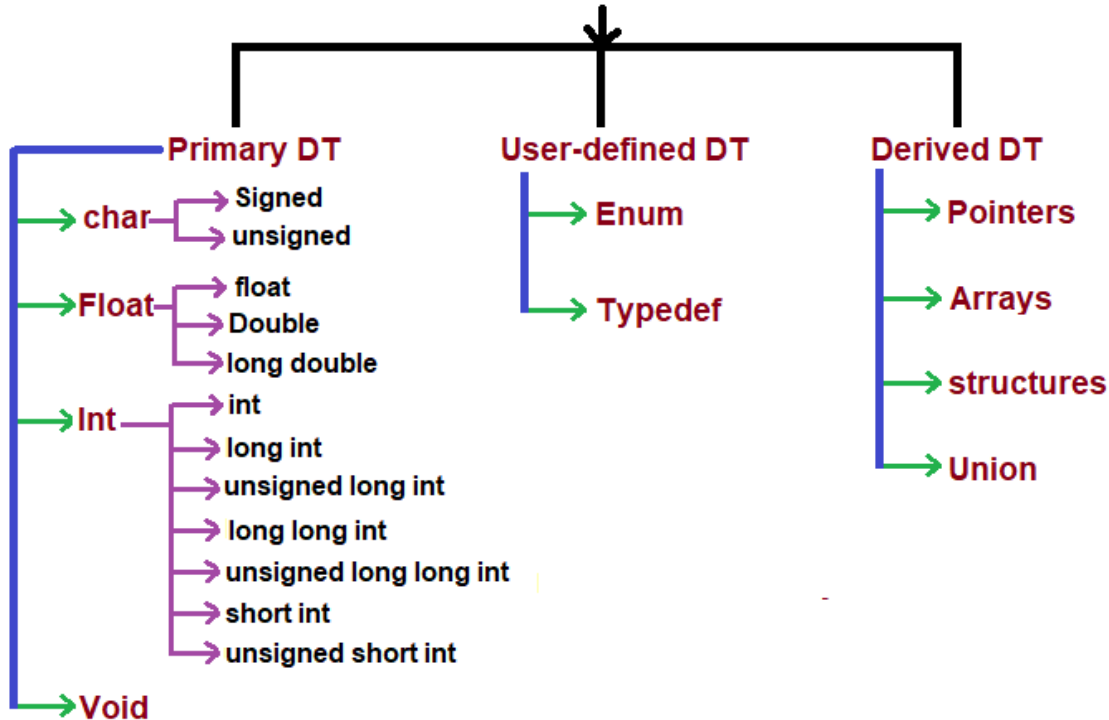 Primary DT
char
Signed
unsigned
Float
float
Double
long double
Int
int
long int
unsigned long int
long long int
unsigned long long int
short int
unsigned short int
Void
User-defined DT
Enum
Typedef
Derived DT
Pointers
Arrays
structures
Union